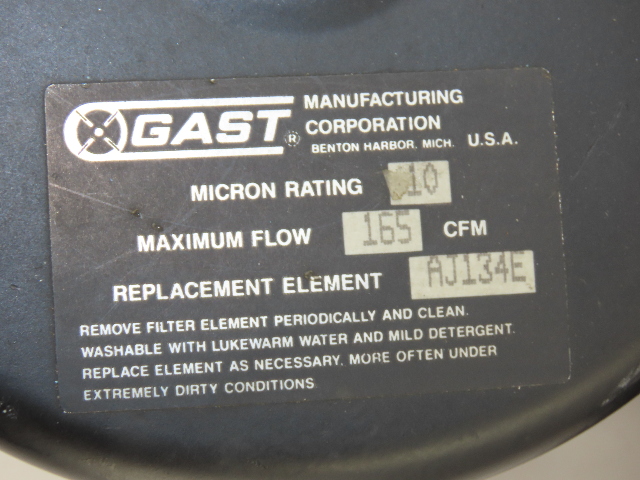 GAST® MANUFACTURING
CORPORATION
BENTON HARBOR, MICH. U.S.A.
MICRON RATING 10
MAXIMUM FLOW 165 CFM
REPLACEMENT ELEMENT AJ134E
REMOVE FILTER ELEMENT PERIODICALLY AND CLEAN.
WASHABLE WITH LUKEWARM WATER AND MILD DETERGENT.
REPLACE ELEMENT AS NECESSARY. MORE OFTEN UNDER
EXTREMELY DIRTY CONDITIONS